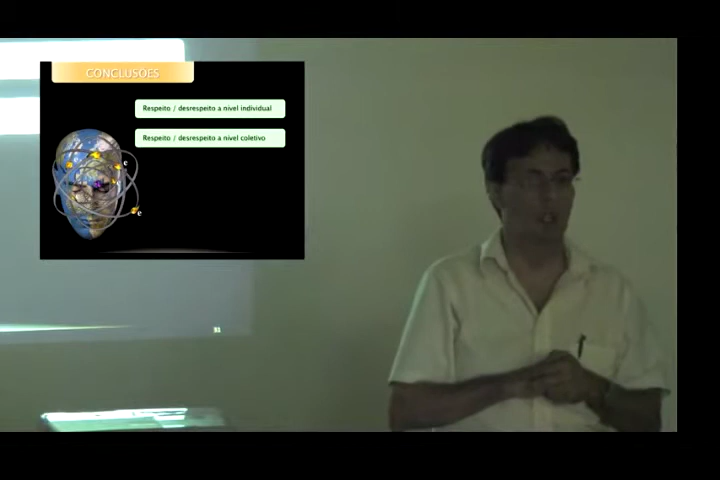 CONCLUSÕES
Respeito / desrespeito a nível individual
Respeito / desrespeito a nível coletivo
e
e